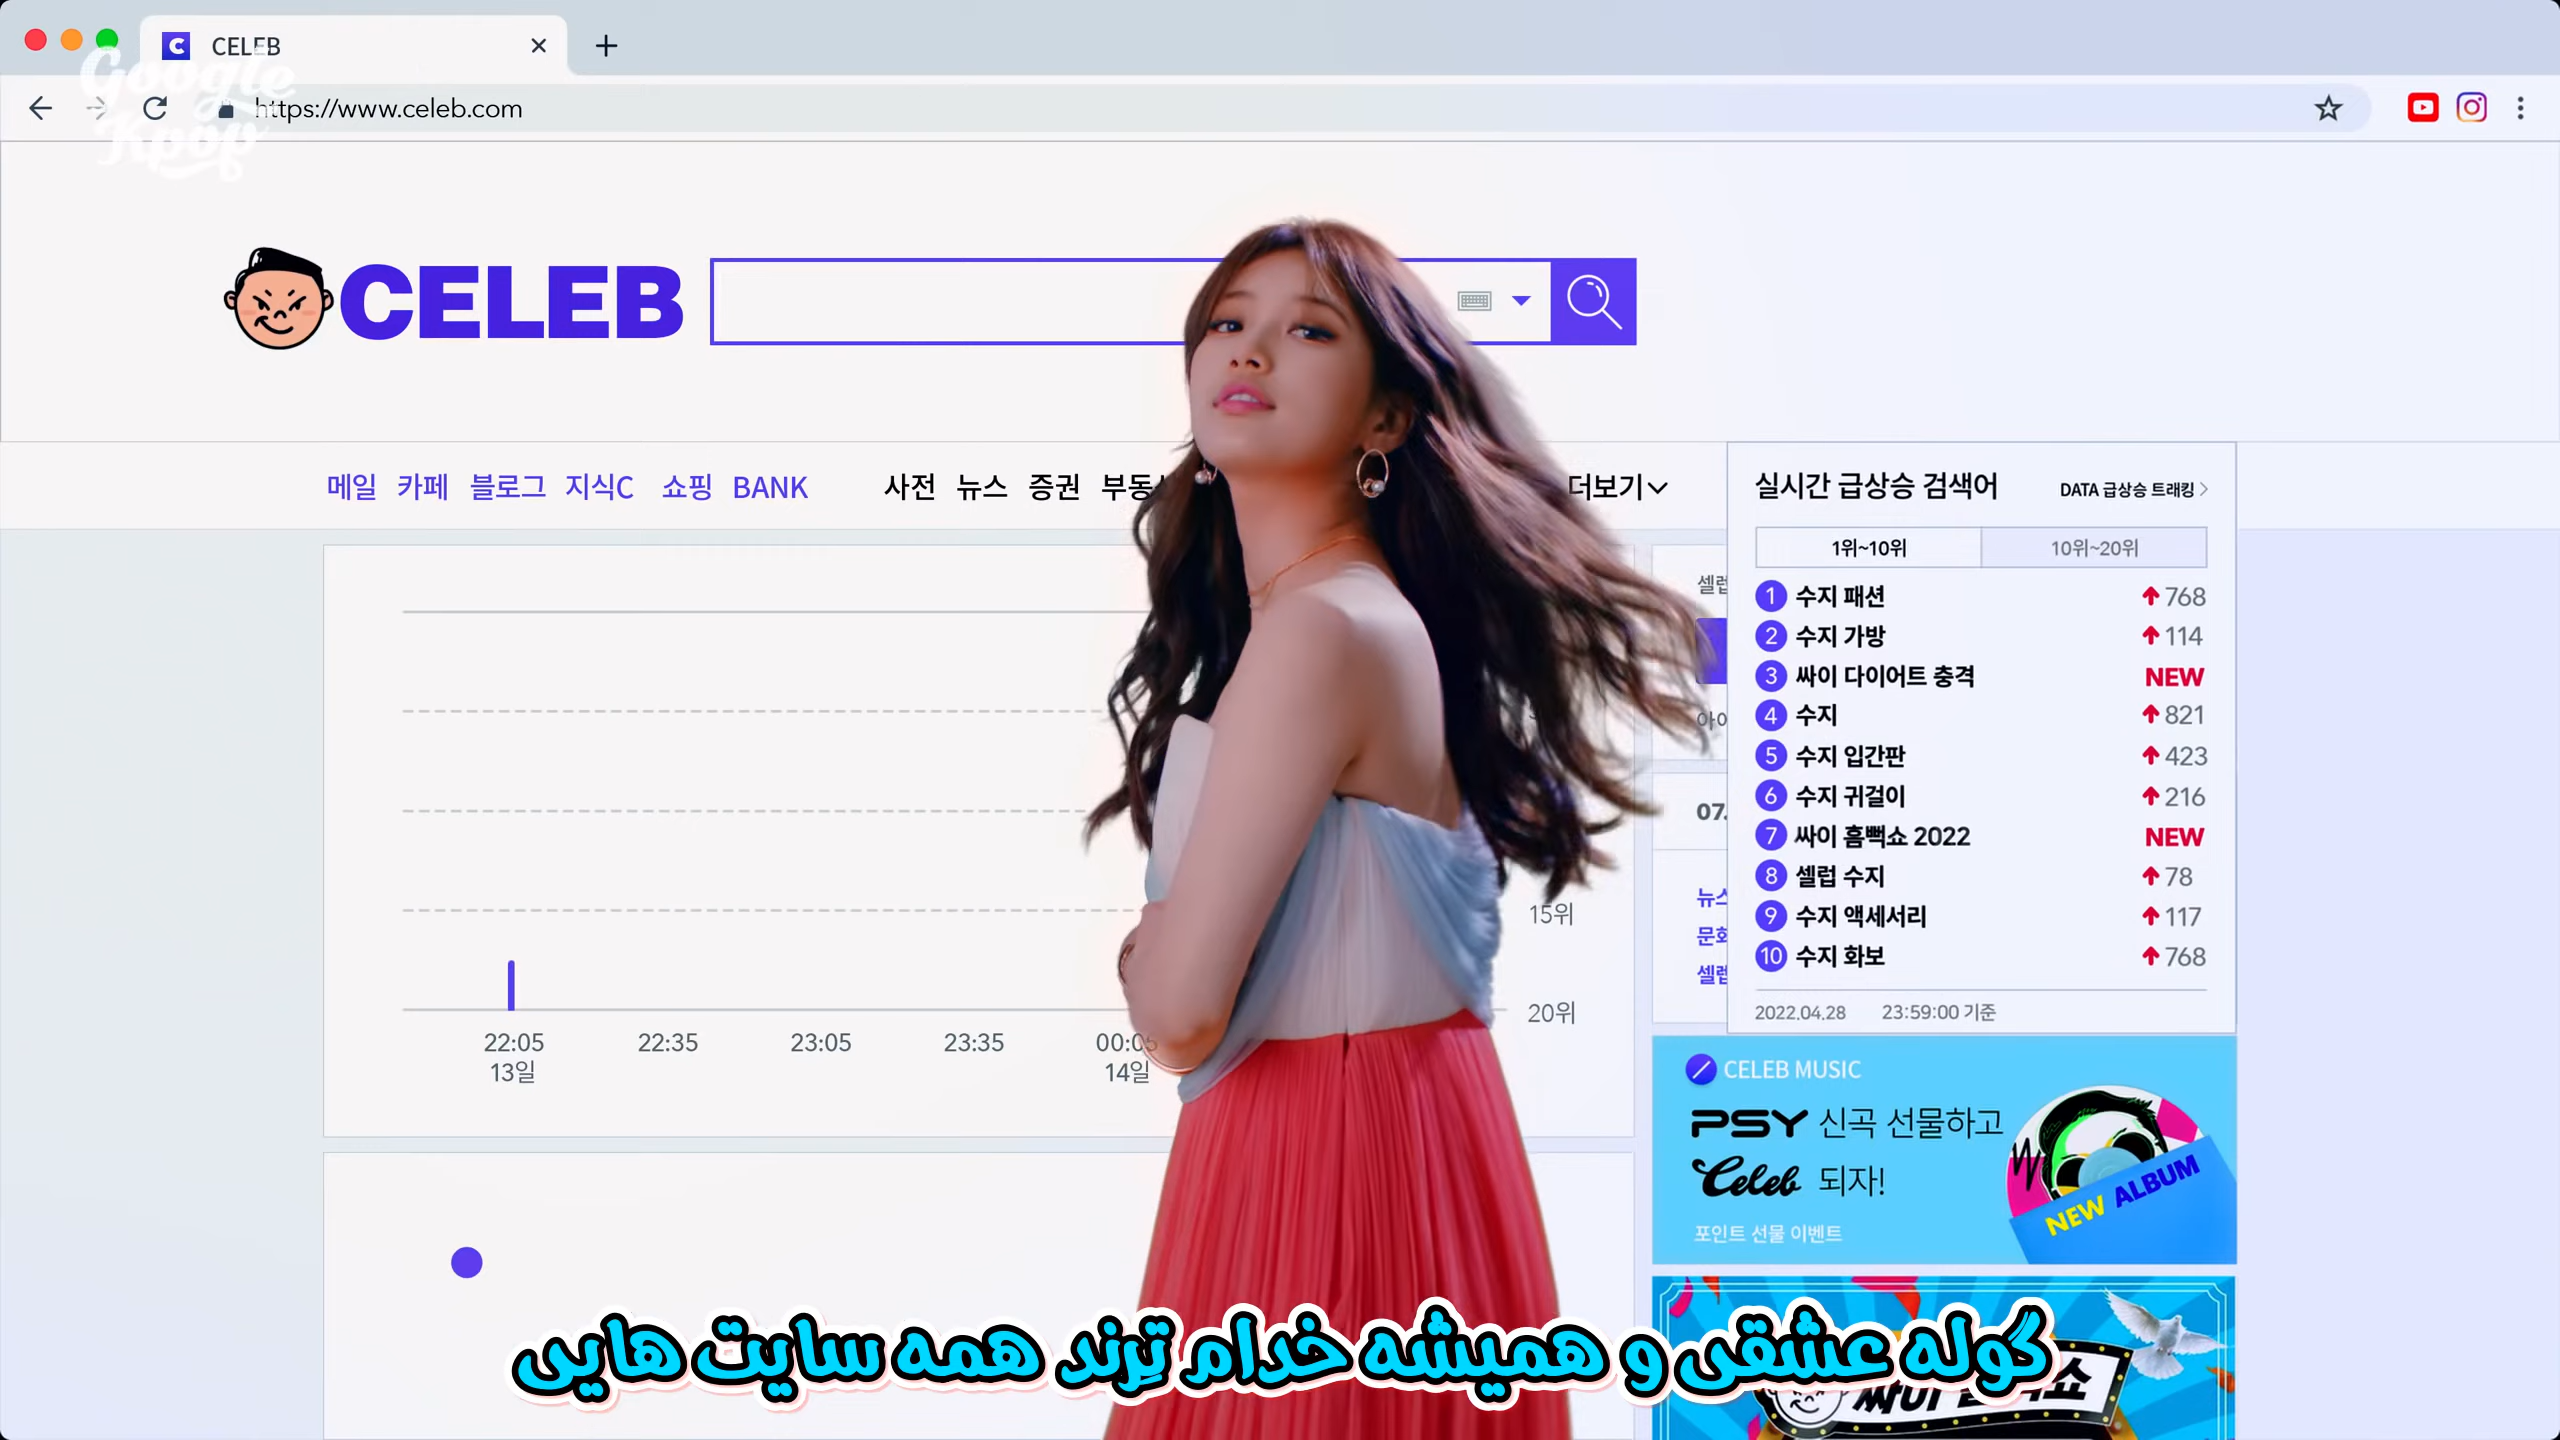 CELEB
Google
Kpop
https://www.celeb.com
CELEB
메일 카페 블로그 지식C 쇼핑 BANK 사전 뉴스 증권 더보기
실시간 급상승 검색어 DATA 급상승 트래킹
1위~10위 10위~20위
1 수지 패션 768
2 수지 가방 114
3 싸이 다이어트 충격 NEW
4 수지 821
5 수지 입간판 423
6 수지 귀걸이 216
7 싸이 흠뻑쇼 2022 NEW
8 셀럽 수지 78
9 수지 액세서리 117
10 수지 화보 768
2022.04.28 23:59:00 기준
15위
20위
22:05 22:35 23:05 23:35 00:05
13일 14일
07.
CELEB MUSIC
PSY 신곡 선물하고
Celeb 되자!
포인트 선물 이벤트
NEW ALBUM
گوله عشقی و همیشه خدام تِرند همه سایت هایی